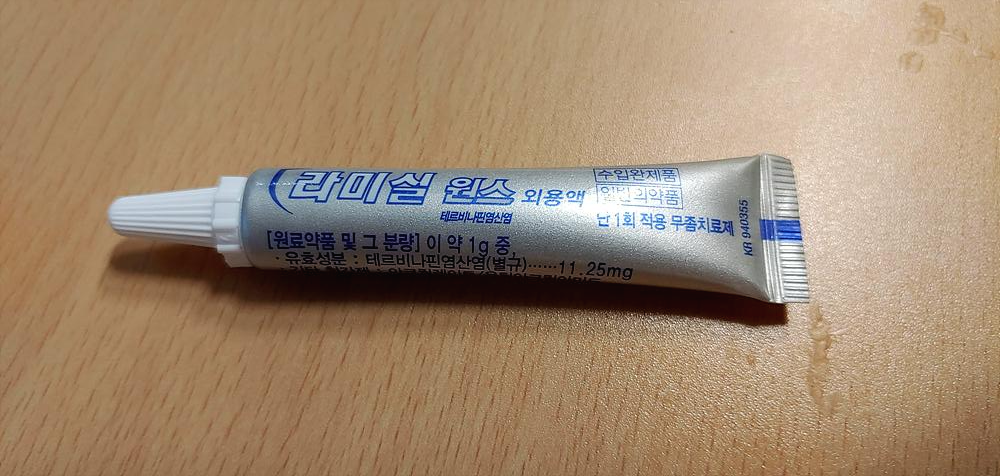 라미실 원스 외용액
테르비나핀염산염
수입완제품
일반의약품
단 1회 적용 무좀치료제
KR 940355
[원료약품 및 그 분량] 이 약 1g 중,
· 유효성분 : 테르비나핀염산염(별규)······11.25mg